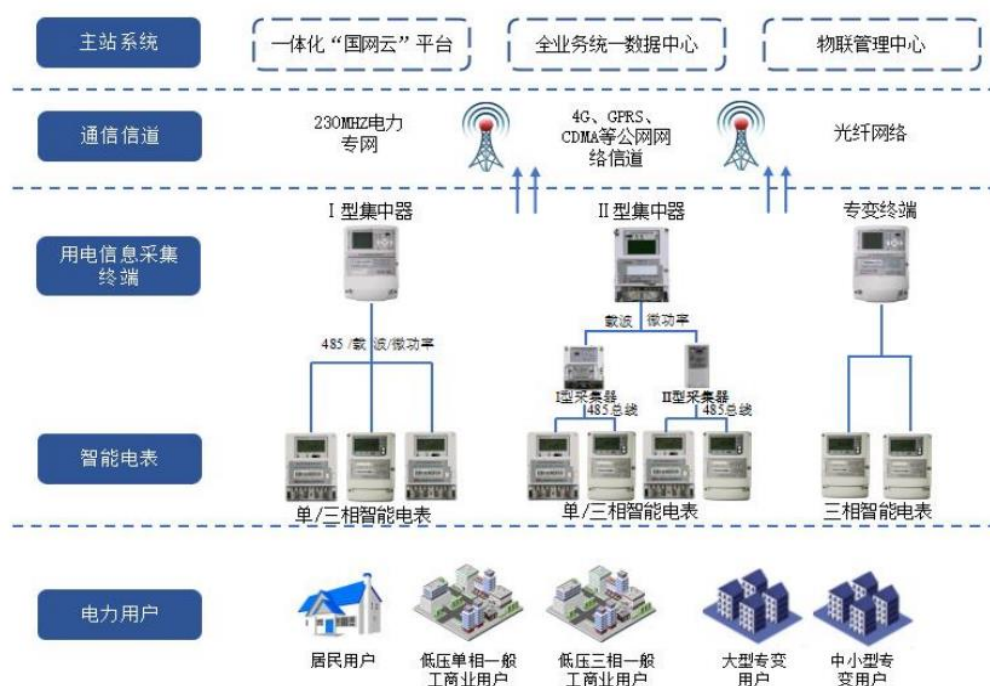 主站系统
一体化“国网云”平台
全业务统一数据中心
物联管理中心
通信信道
230MHZ电力
专网
4G、GPRS、
CDMA等公网网
络信道
光纤网络
I型集中器
II型集中器
专变终端
用电信息采集
终端
载波 微功率
485/载 波/微功率
I型采集器
II型采集器
485总线
485总线
智能电表
单/三相智能电表
单/三相智能电表
三相智能电表
电力用户
居民用户
低压单相一般
工商业用户
低压三相一般
工商业用户
大型专变
用户
中小型专
变用户